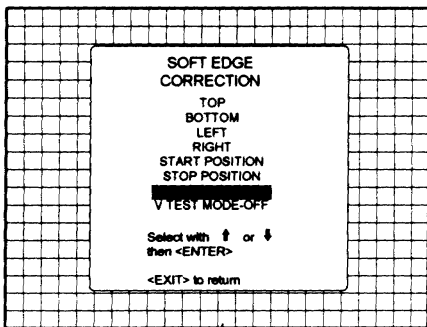 SOFT EDGE
CORRECTION
TOP
BOTTOM
LEFT
RIGHT
START POSITION
STOP POSITION
V TEST MODE-OFF
Select with ⬆ or ⬇
then <ENTER>
<EXIT> to return